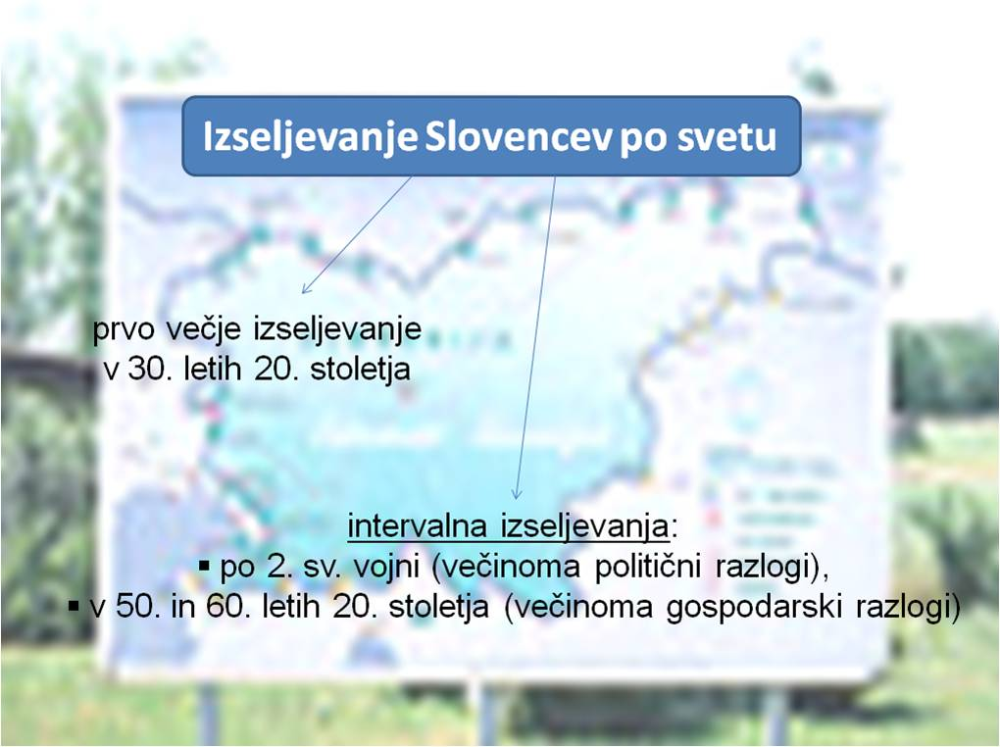 Izseljevanje Slovencev po svetu
prvo večje izseljevanje
v 30. letih 20. stoletja
intervalna izseljevanja:
▪ po 2. sv. vojni (večinoma politični razlogi),
▪ v 50. in 60. letih 20. stoletja (večinoma gospodarski razlogi)